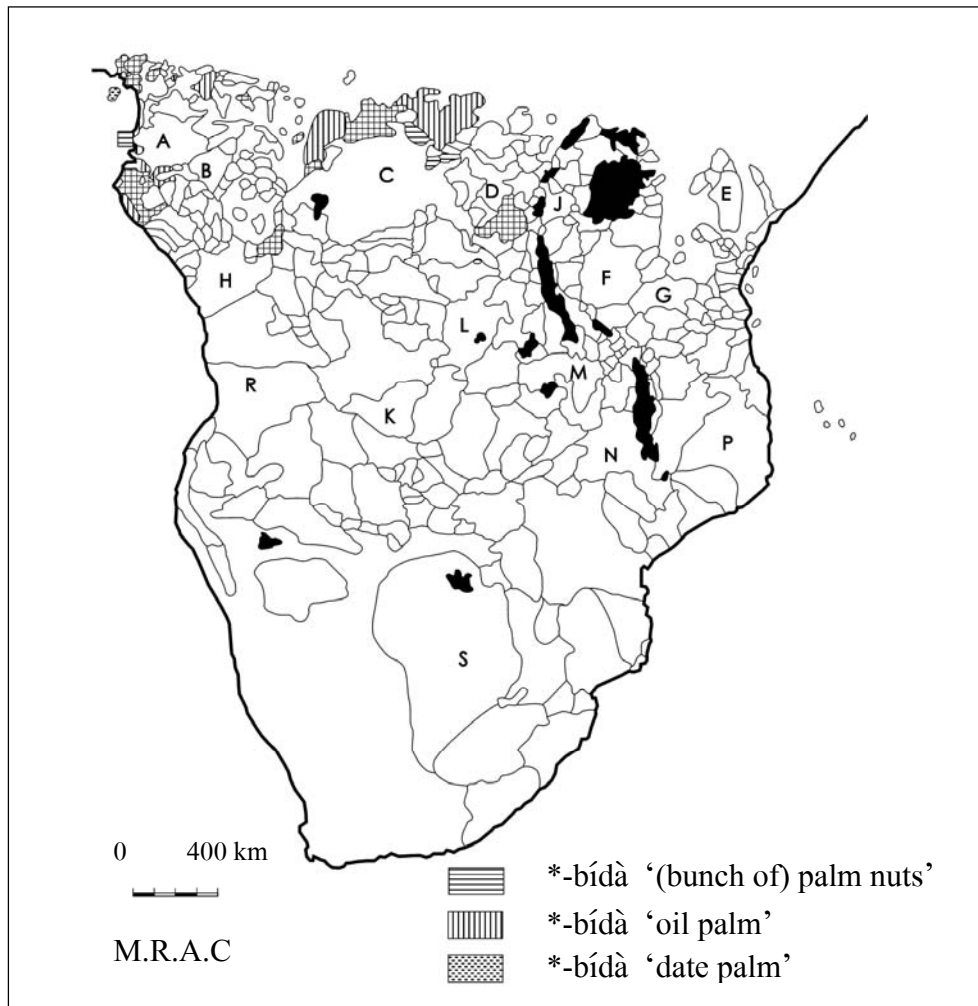 A
B
C
D
J
E
H
F
G
L
M
R
K
N
P
S
0 400 km
M.R.A.C
*-bídà ‘(bunch of) palm nuts’
*-bídà ‘oil palm’
*-bídà ‘date palm’